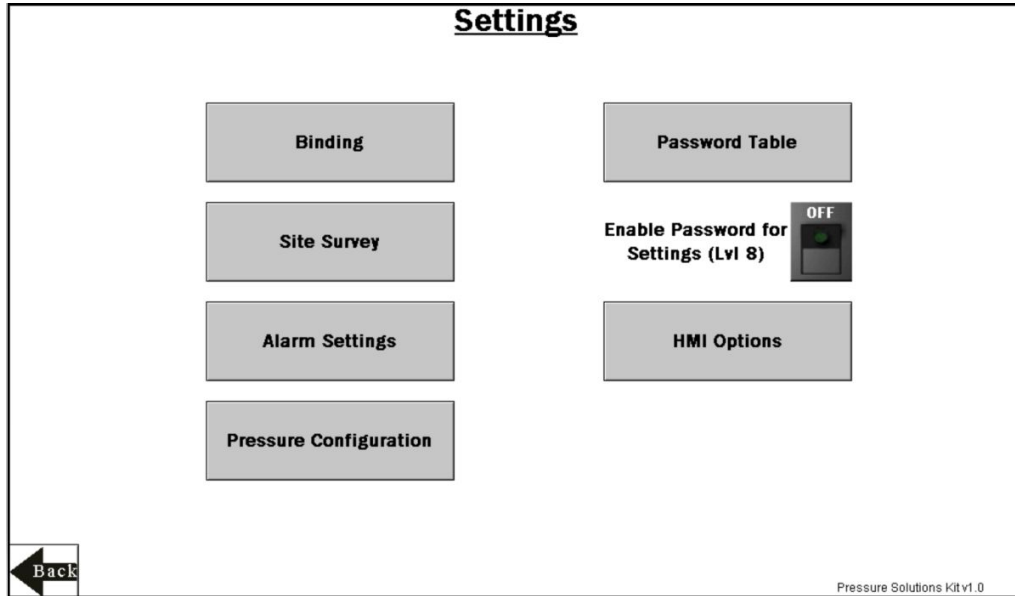 Settings
Binding
Password Table
OFF
Enable Password for
Settings (Lvl 8)
Site Survey
Alarm Settings
HMI Options
Pressure Configuration
Back
Pressure Solutions Kit v1.0